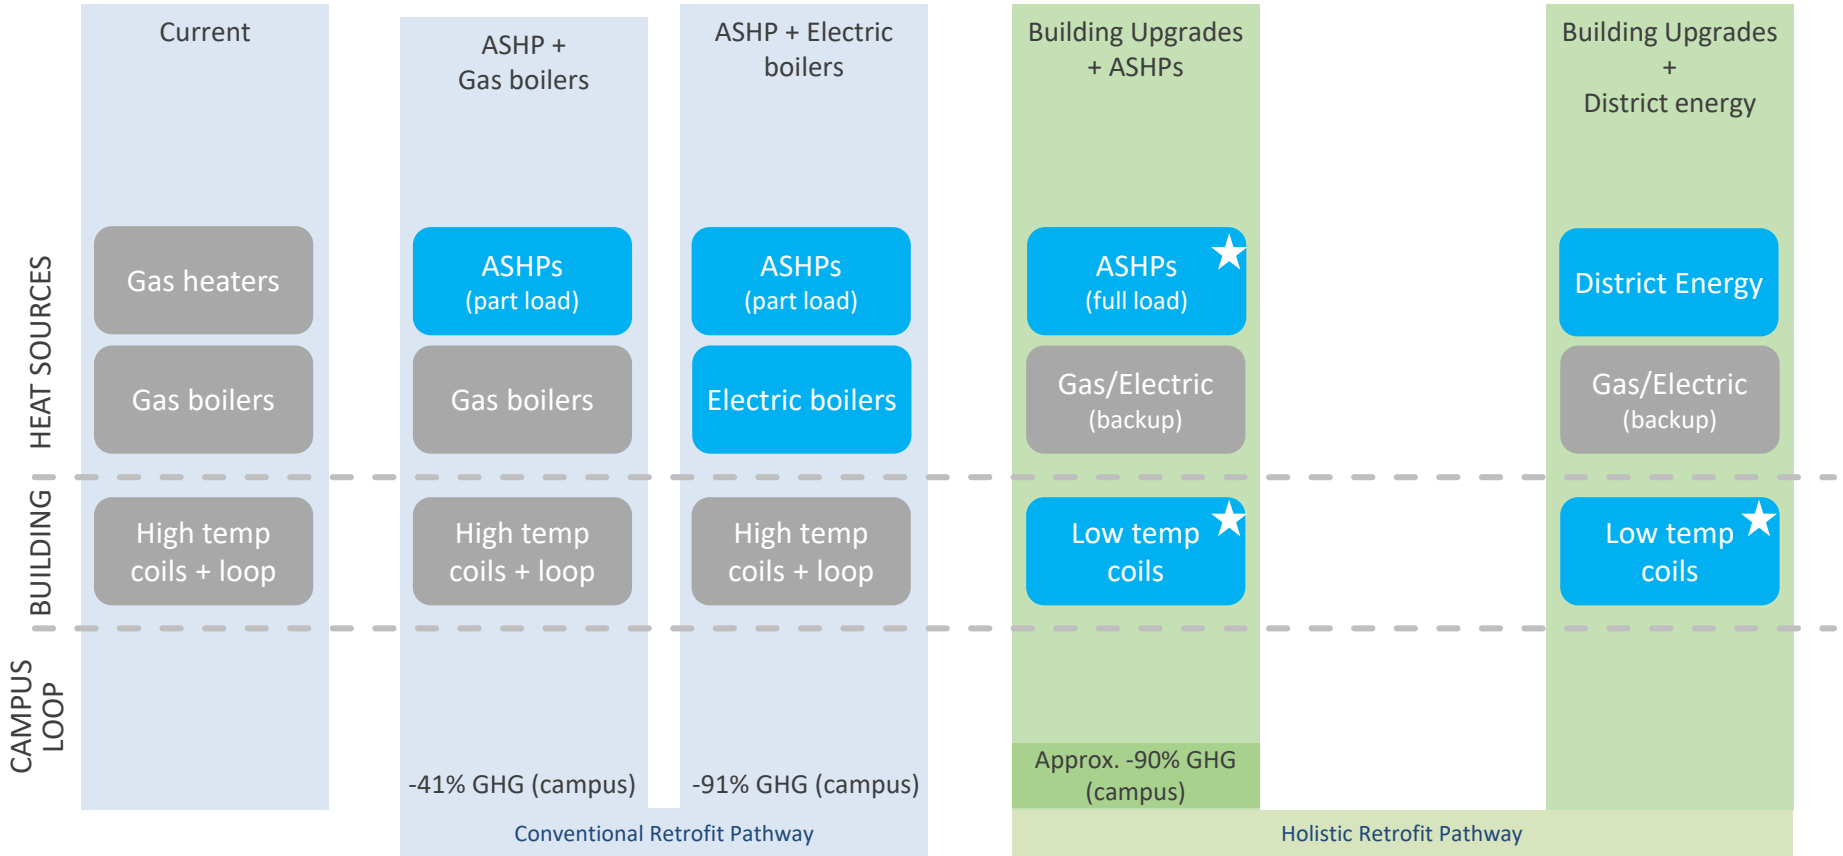 Current
ASHP +
Gas boilers
ASHP + Electric
boilers
Building Upgrades
+ ASHPs
Building Upgrades
+
District energy
HEAT SOURCES
Gas heaters
ASHPs
(part load)
ASHPs
(part load)
ASHPs
(full load)
District Energy
Gas boilers
Gas boilers
Electric boilers
Gas/Electric
(backup)
Gas/Electric
(backup)
BUILDING
High temp
coils + loop
High temp
coils + loop
High temp
coils + loop
Low temp
coils
Low temp
coils
CAMPUS
LOOP
-41% GHG (campus)
-91% GHG (campus)
Approx. -90% GHG
(campus)
Conventional Retrofit Pathway
Holistic Retrofit Pathway